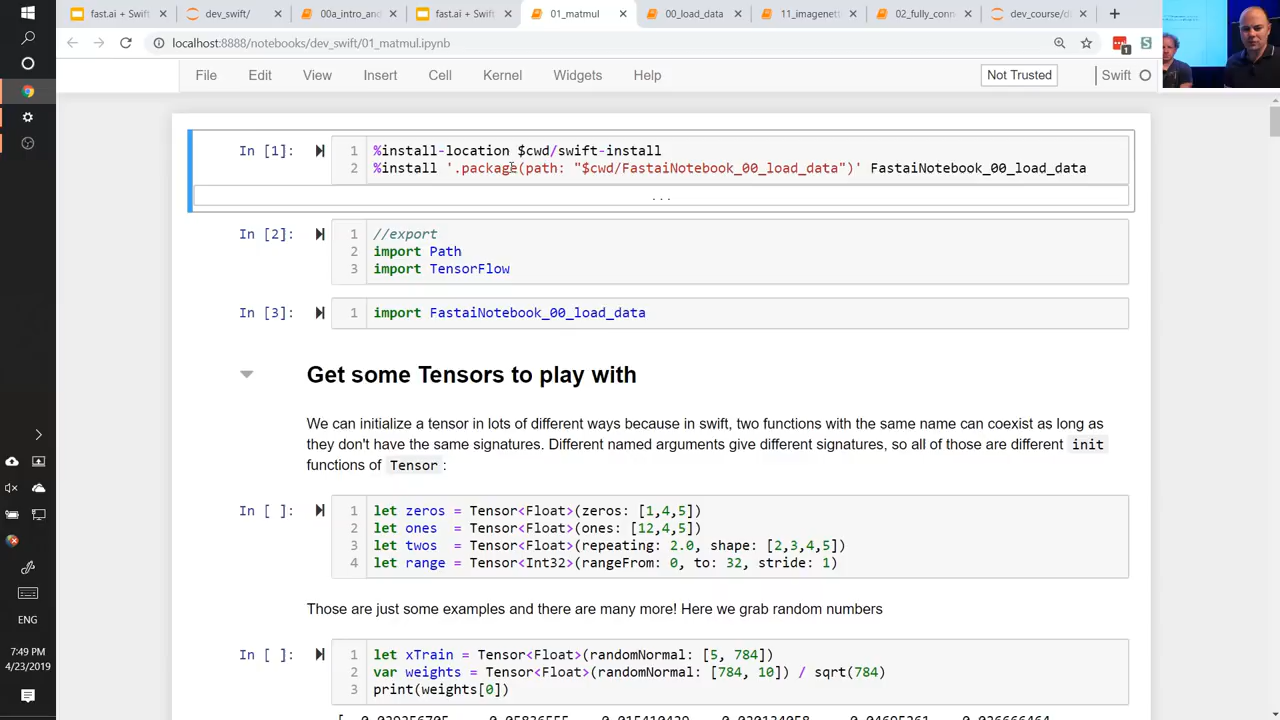 fast.ai - Swift
dev_swift/
00a_intro_and
fast.ai - Swift
01_matmul
00_load_data
11_imagenett
02_fully_conn
dev_course/d
localhost:8888/notebooks/dev_swift/01_matmul.ipynb
1
S
File Edit View Insert Cell Kernel Widgets Help
Not Trusted
Swift
In [1]:
1 %install-location $cwd/swift-install
2 %install '.package(path: "$cwd/FastaiNotebook_00_load_data")' FastaiNotebook_00_load_data
...
In [2]:
1 //export
2 import Path
3 import TensorFlow
In [3]:
1 import FastaiNotebook_00_load_data
Get some Tensors to play with
We can initialize a tensor in lots of different ways because in swift, two functions with the same name can coexist as long as
they don't have the same signatures. Different named arguments give different signatures, so all of those are different init
functions of Tensor :
In [ ]:
1 let zeros = Tensor<Float>(zeros: [1,4,5])
2 let ones  = Tensor<Float>(ones: [12,4,5])
3 let twos  = Tensor<Float>(repeating: 2.0, shape: [2,3,4,5])
4 let range = Tensor<Int32>(rangeFrom: 0, to: 32, stride: 1)
Those are just some examples and there are many more! Here we grab random numbers
In [ ]:
1 let xTrain = Tensor<Float>(randomNormal: [5, 784])
2 var weights = Tensor<Float>(randomNormal: [784, 10]) / sqrt(784)
3 print(weights[0])
ENG
7:49 PM
4/23/2019